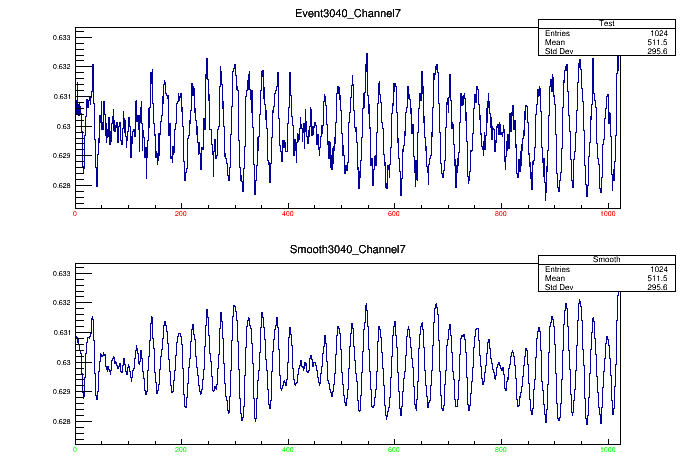 Event3040_Channel7
Test
Entries 1024
Mean 511.5
Std Dev 295.6
0.633
0.632
0.631
0.63
0.629
0.628
0 200 400 600 800 1000
Smooth3040_Channel7
Smooth
Entries 1024
Mean 511.5
Std Dev 295.6
0.633
0.632
0.631
0.63
0.629
0.628
0 200 400 600 800 1000